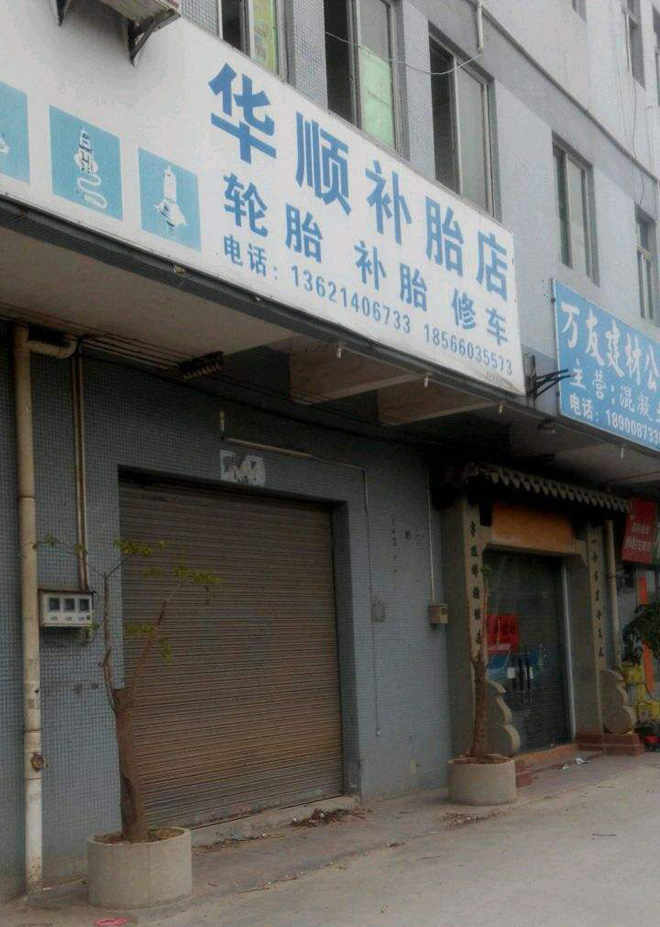 华顺补胎店
轮胎 补胎 修车
电话：13621406733 18566035573
万友建材公
主营：混凝
电话：18900873